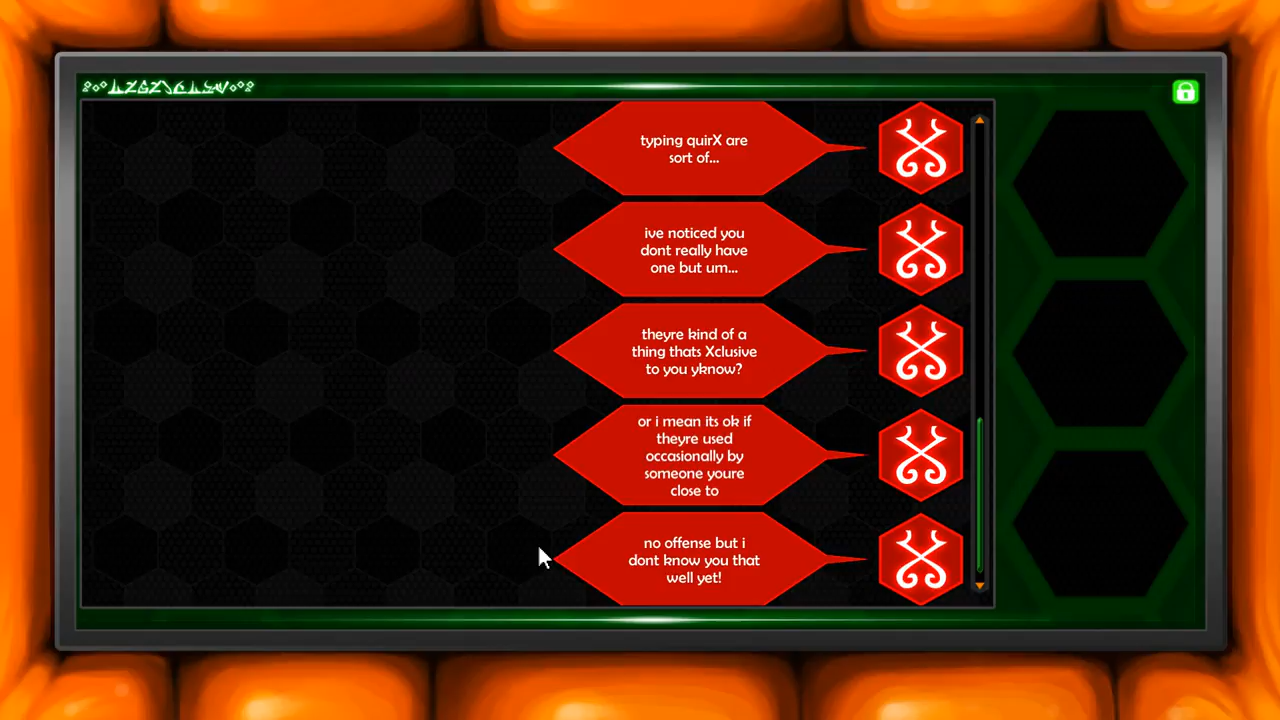 typing quirX are
sort of...
ive noticed you
dont really have
one but um...
theyre kind of a
thing thats Xclusive
to you yknow?
or i mean its ok if
theyre used
occasionally by
someone youre
close to
no offense but i
dont know you that
well yet!